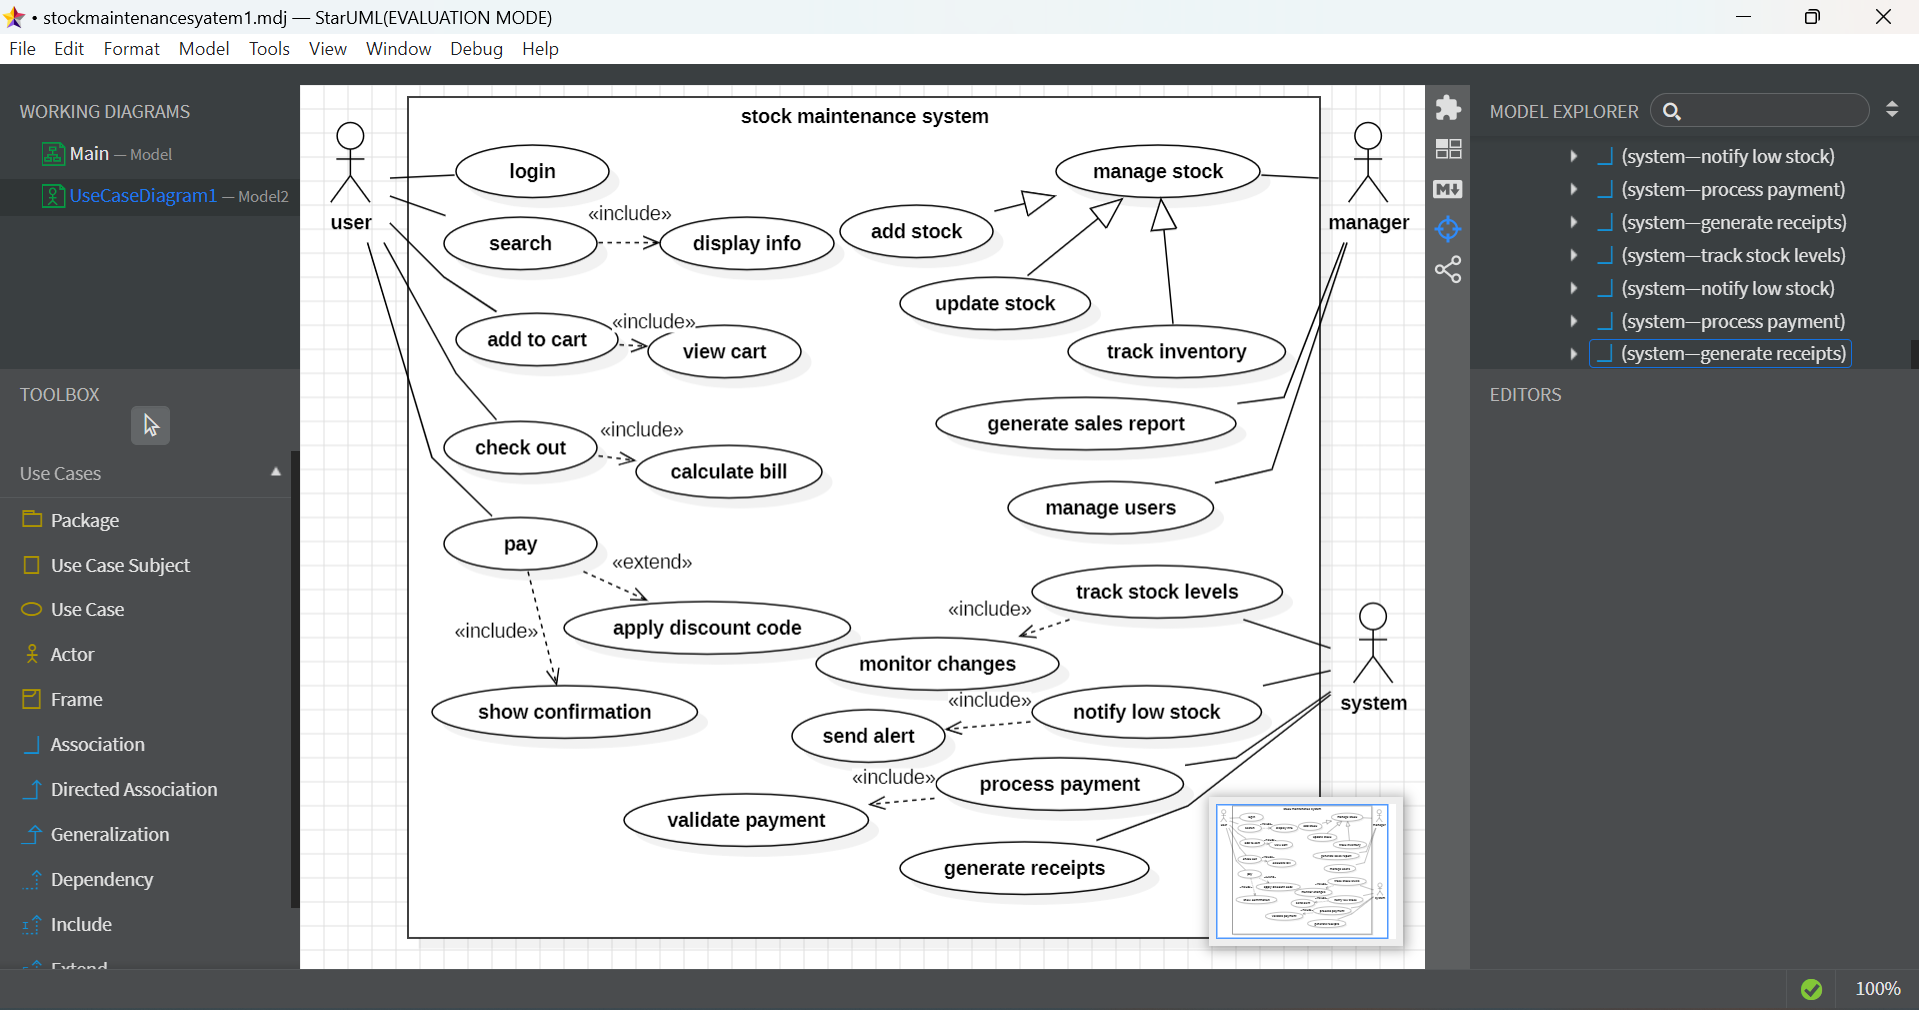 • stockmaintenancesyatem1.mdj — StarUML(EVALUATION MODE)
File Edit Format Model Tools View Window Debug Help
WORKING DIAGRAMS
Main — Model
UseCaseDiagram1 — Model2
TOOLBOX
Use Cases
Package
Use Case Subject
Use Case
Actor
Frame
Association
Directed Association
Generalization
Dependency
Include
Extend
stock maintenance system
user
login
manage stock
manager
search
«include»
display info
add stock
update stock
add to cart
«include»
view cart
track inventory
generate sales report
check out
«include»
calculate bill
manage users
pay
«extend»
apply discount code
«include»
show confirmation
track stock levels
«include»
monitor changes
system
notify low stock
«include»
send alert
process payment
«include»
validate payment
generate receipts
MODEL EXPLORER
(system—notify low stock)
(system—process payment)
(system—generate receipts)
(system—track stock levels)
(system—notify low stock)
(system—process payment)
(system—generate receipts)
EDITORS
100%